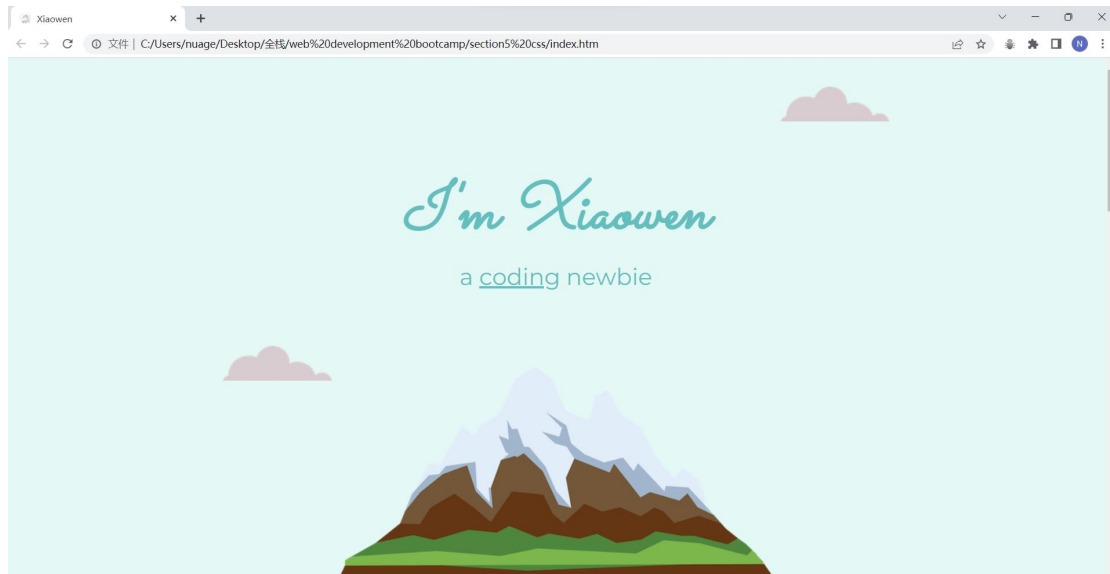 Xiaowen
文件 | C:/Users/nuage/Desktop/全栈/web%20development%20bootcamp/section5%20css/index.htm
N
I'm Xiaowen
a coding newbie